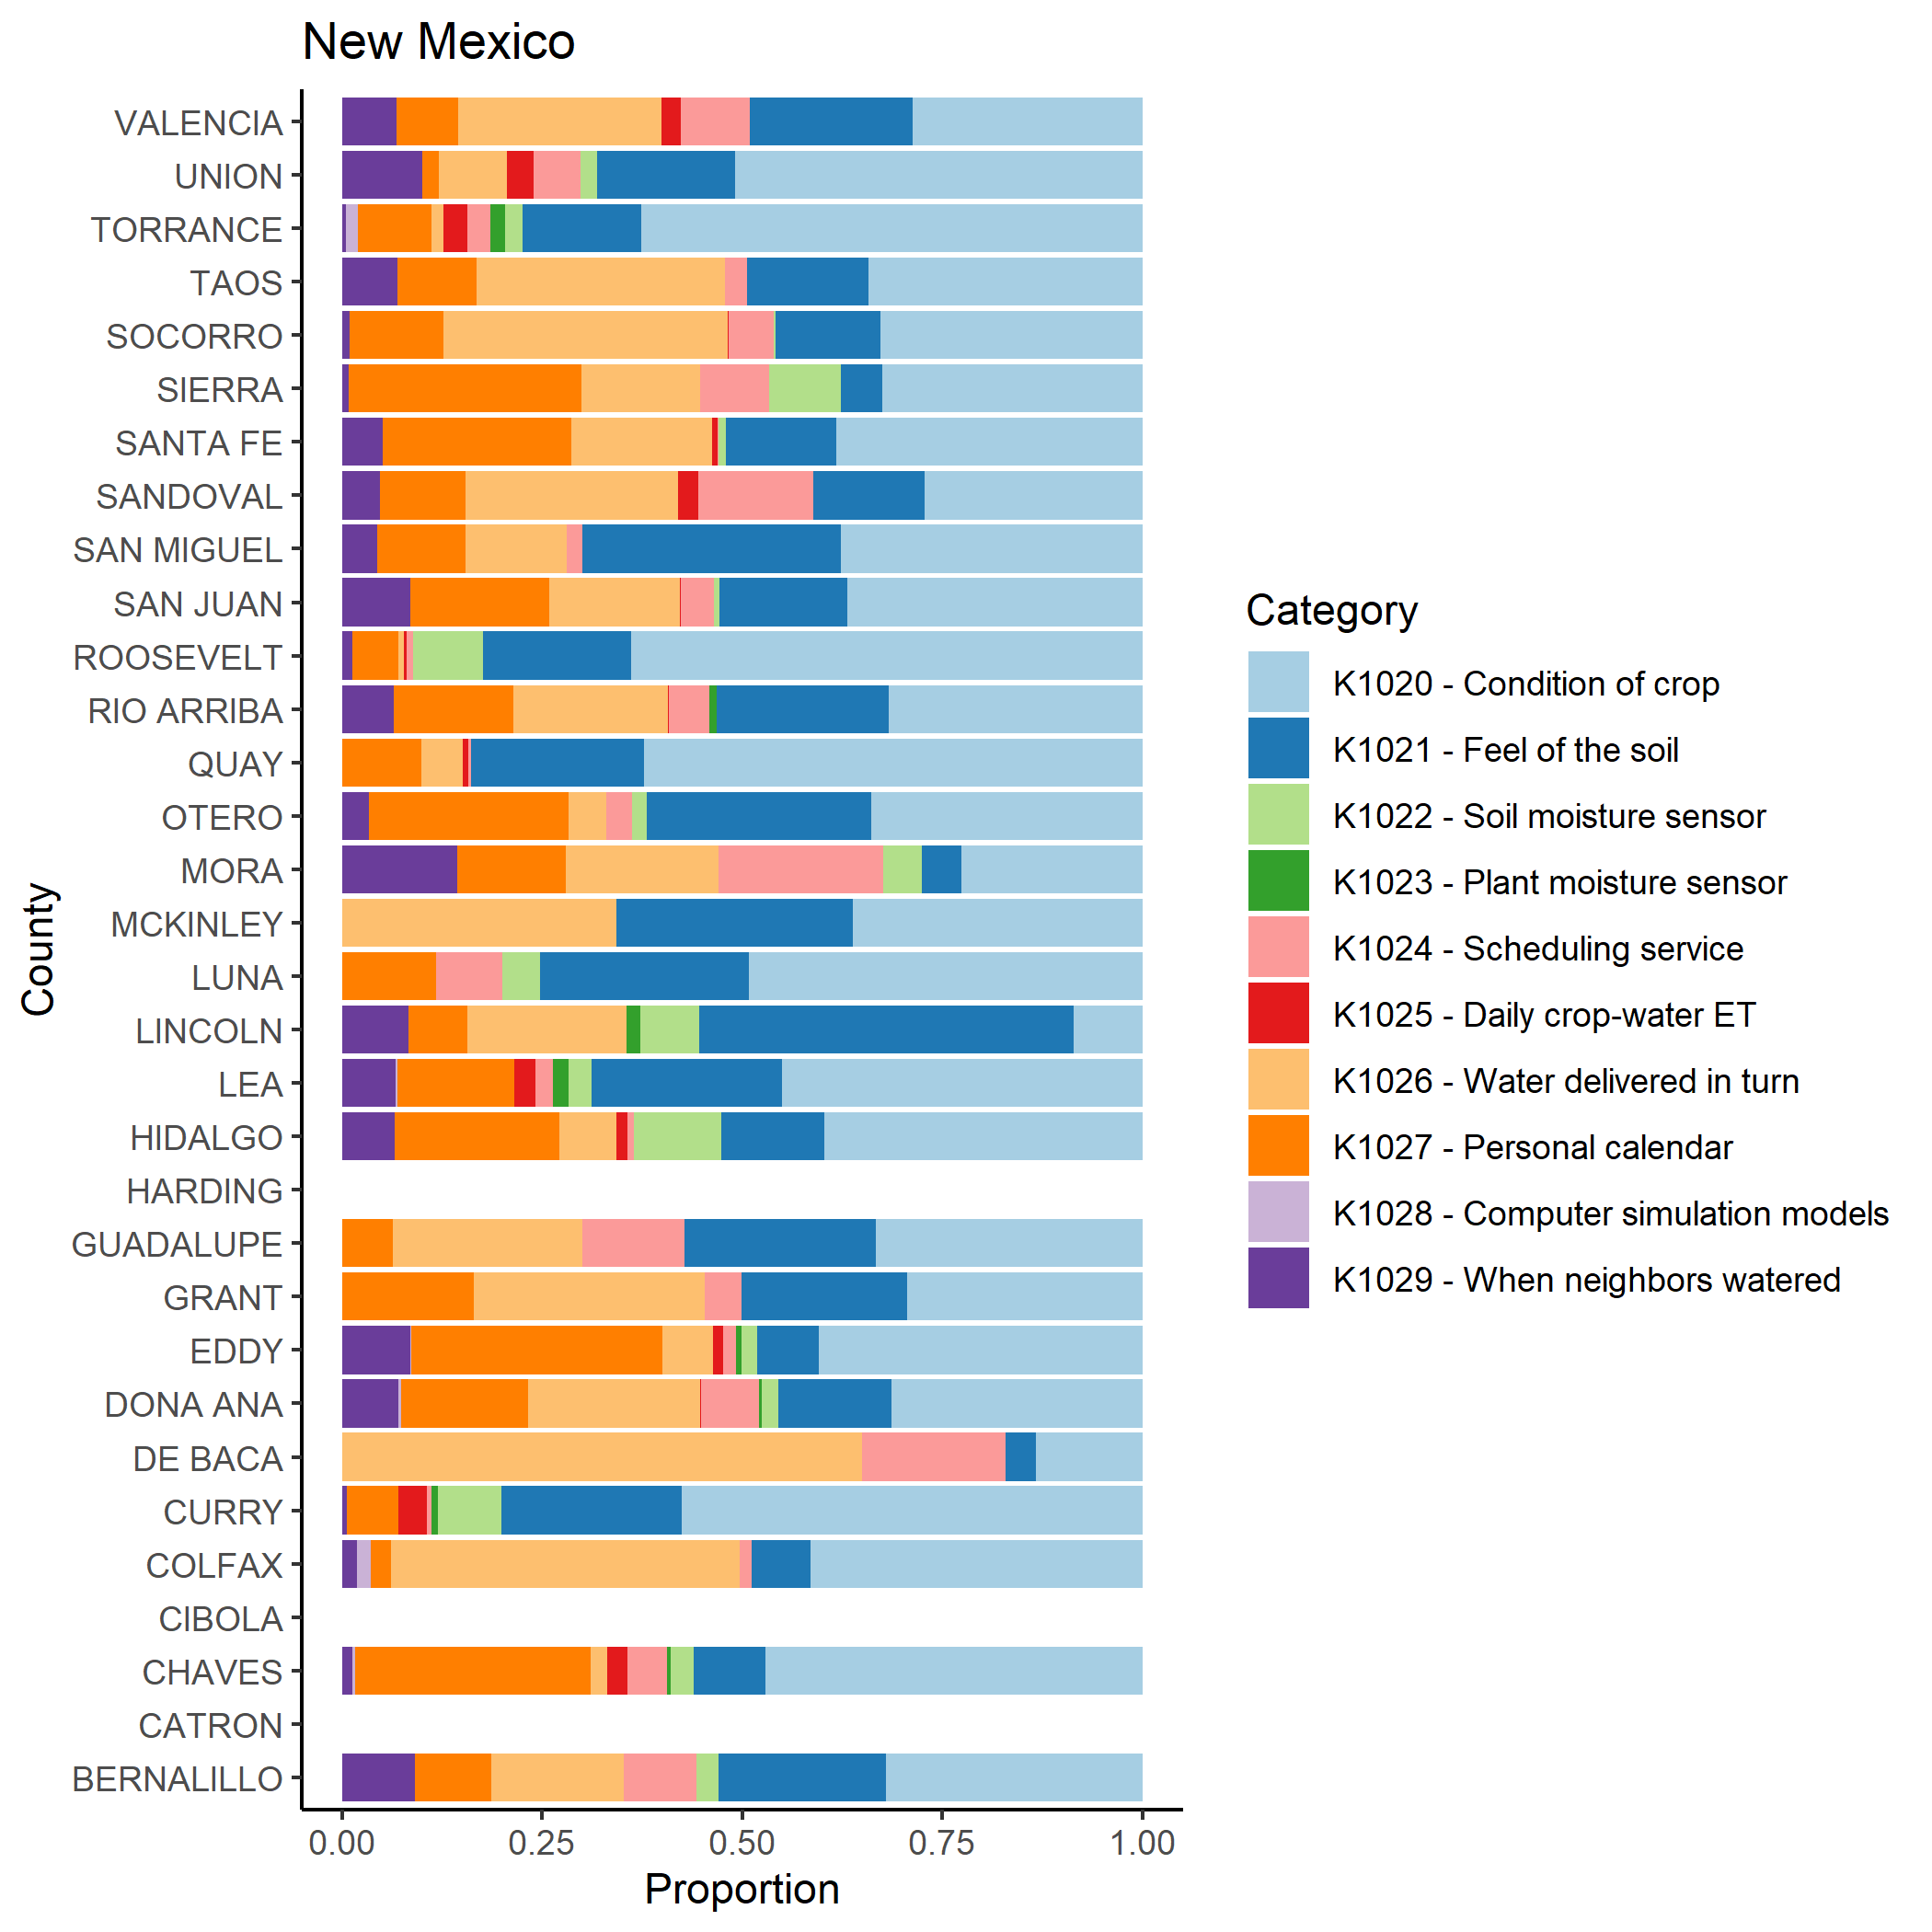 New Mexico
VALENCIA
UNION
TORRANCE
TAOS
SOCORRO
SIERRA
SANTA FE
SANDOVAL
SAN MIGUEL
SAN JUAN
ROOSEVELT
RIO ARRIBA
QUAY
OTERO
MORA
MCKINLEY
LUNA
LINCOLN
LEA
HIDALGO
HARDING
GUADALUPE
GRANT
EDDY
DONA ANA
DE BACA
CURRY
COLFAX
CIBOLA
CHAVES
CATRON
BERNALILLO
County
0.00 0.25 0.50 0.75 1.00
Proportion
Category
K1020 - Condition of crop
K1021 - Feel of the soil
K1022 - Soil moisture sensor
K1023 - Plant moisture sensor
K1024 - Scheduling service
K1025 - Daily crop-water ET
K1026 - Water delivered in turn
K1027 - Personal calendar
K1028 - Computer simulation models
K1029 - When neighbors watered